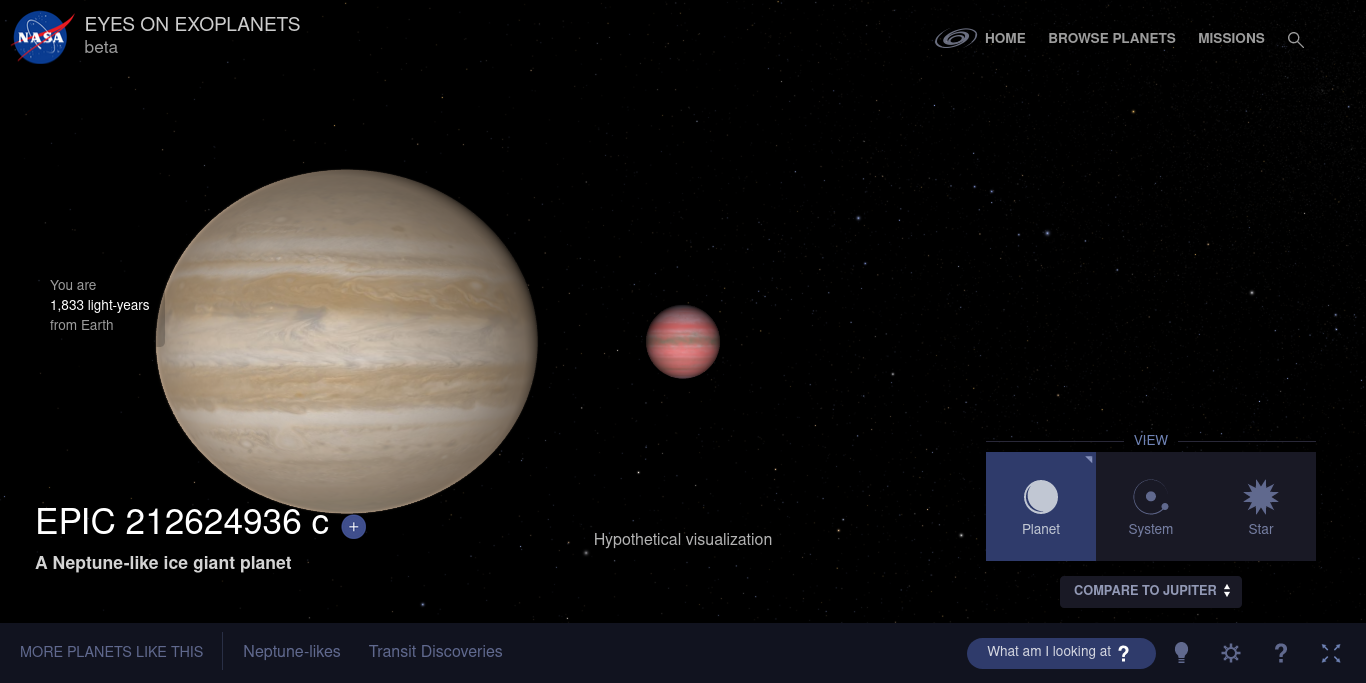 NASA
EYES ON EXOPLANETS
beta
HOME
BROWSE PLANETS
MISSIONS
You are
1,833 light-years
from Earth
EPIC 212624936 c +
A Neptune-like ice giant planet
Hypothetical visualization
VIEW
Planet
System
Star
COMPARE TO JUPITER
MORE PLANETS LIKE THIS
Neptune-likes
Transit Discoveries
What am I looking at ?
?